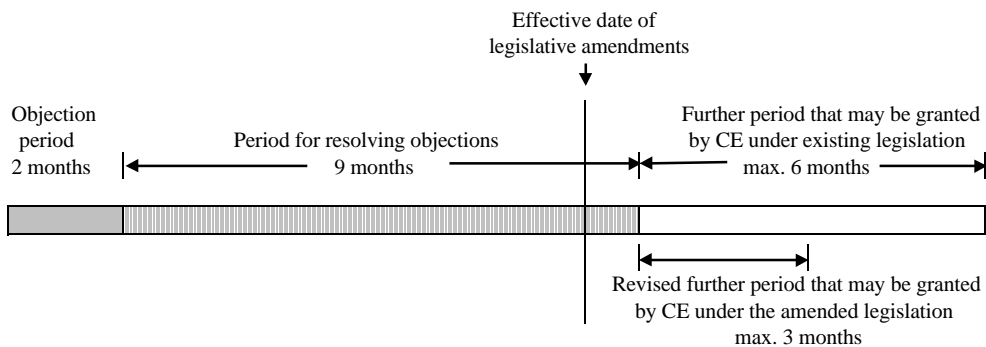 Effective date of
legislative amendments
Objection
period
2 months
Period for resolving objections
9 months
Further period that may be granted
by CE under existing legislation
max. 6 months
Revised further period that may be granted
by CE under the amended legislation
max. 3 months